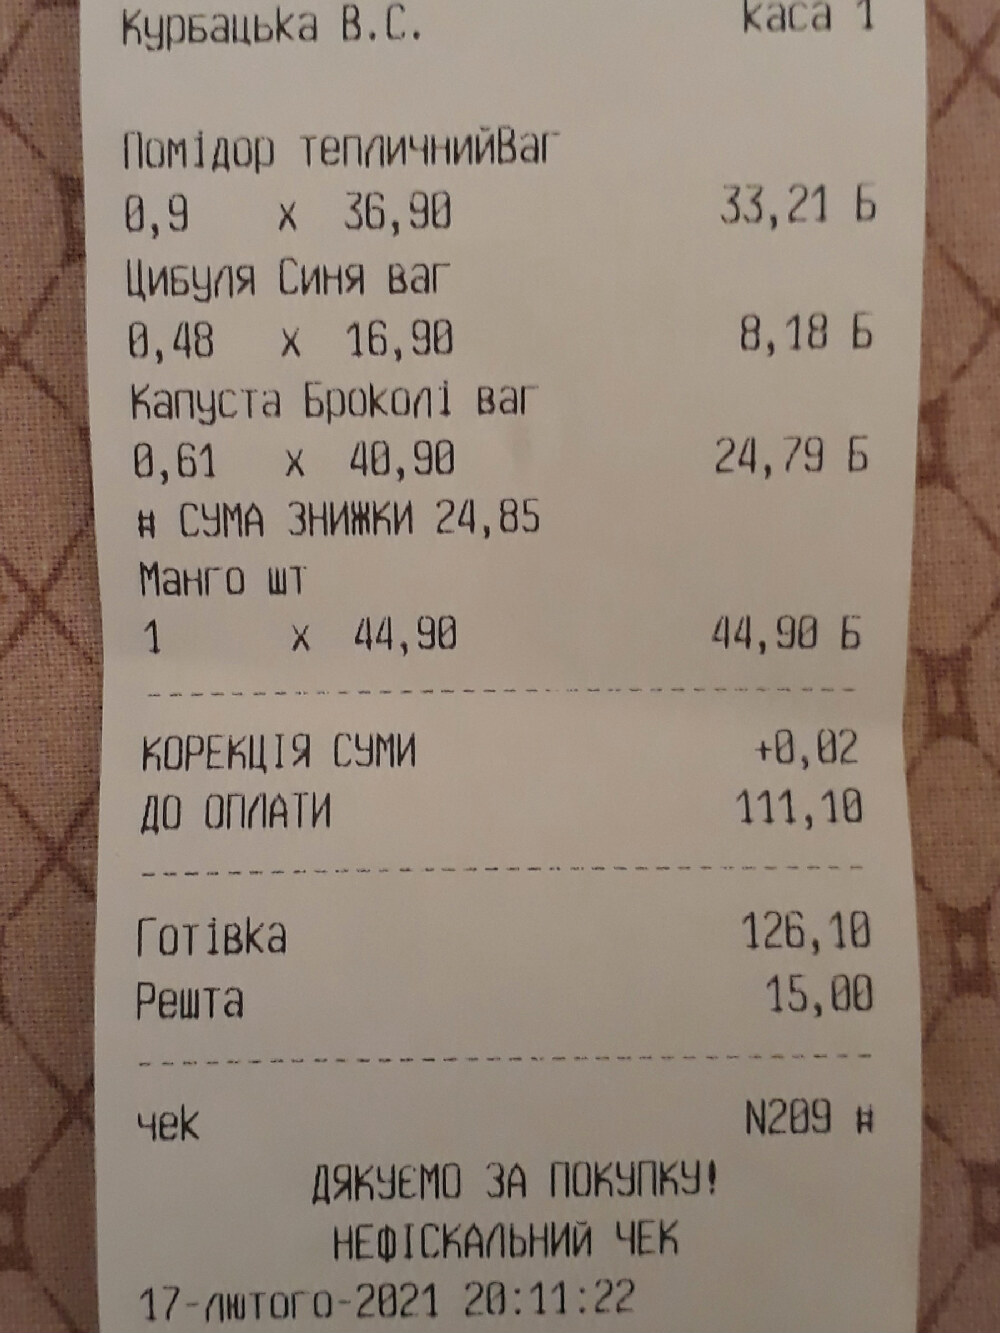 Курбацька В.С. каса 1
Помідор тепличнийВаг
0,9 x 36,90 33,21 Б
Цибуля Синя ваг
0,48 x 16,90 8,18 Б
Капуста Броколі ваг
0,61 x 40,90 24,79 Б
# СУМА ЗНИЖКИ 24,85
Манго шт
1 x 44,90 44,90 Б
КОРЕКЦІЯ СУМИ +0,02
ДО ОПЛАТИ 111,10
Готівка 126,10
Решта 15,00
чек N209 #
ДЯКУЄМО ЗА ПОКУПКУ!
НЕФІСКАЛЬНИЙ ЧЕК
17-лютого-2021 20:11:22